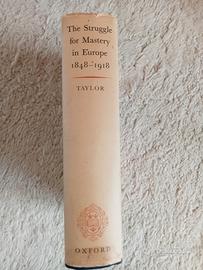 The Struggle
for Mastery
in Europe
1848–1918
TAYLOR
OXFORD